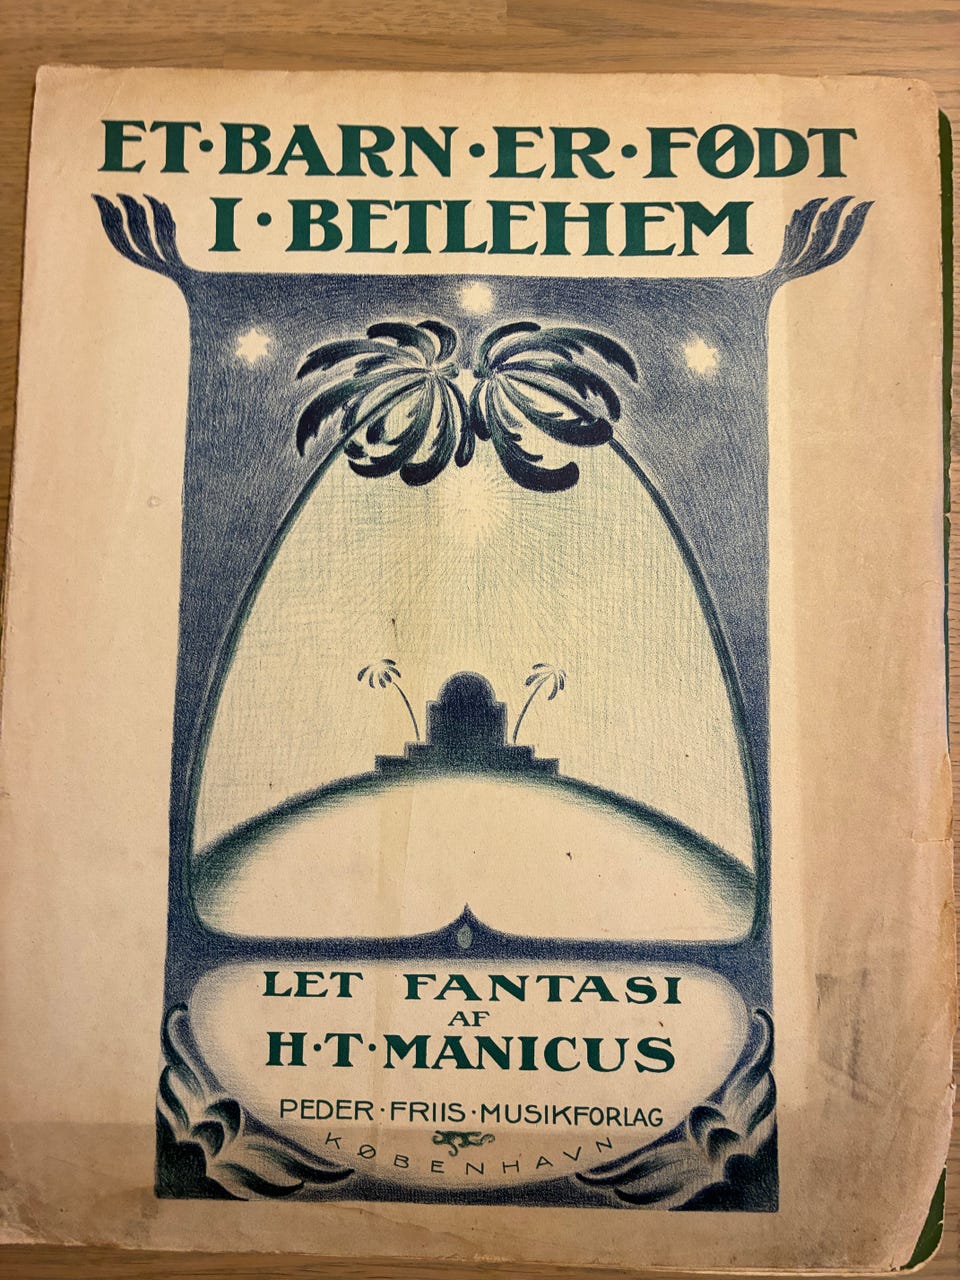 ET·BARN·ER·FØDT
I·BETLEHEM
LET FANTASI
AF
H·T·MANICUS
PEDER·FRIIS·MUSIKFORLAG
KØBENHAVN